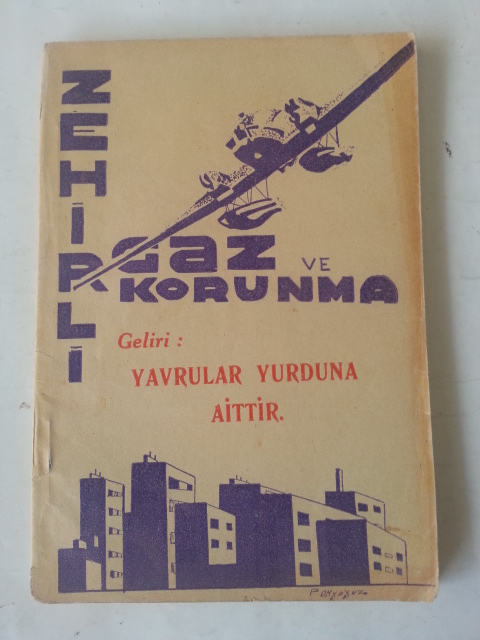 ZEHİRLİ
GAZ VE
KORUNMA
Geliri :
YAVRULAR YURDUNA
AİTTİR.